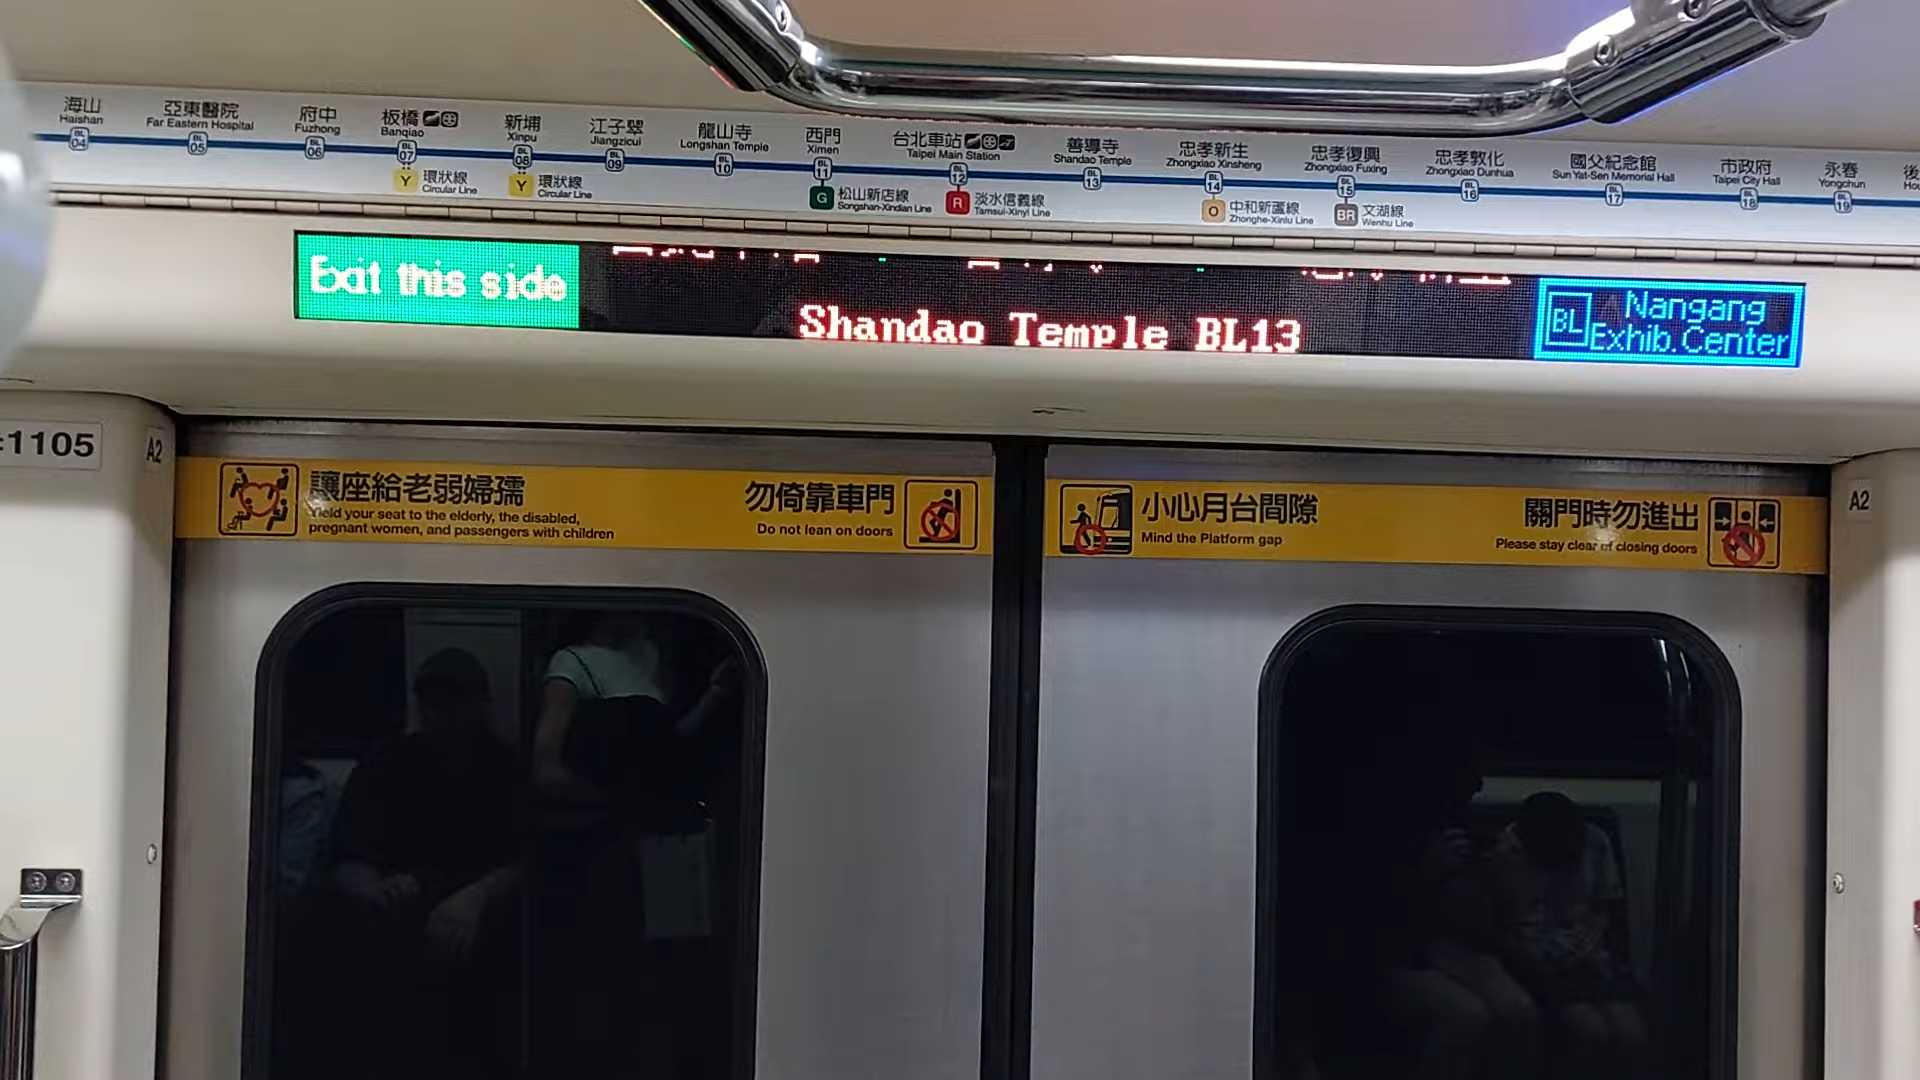 海山
Haishan
BL 04
亞東醫院
Far Eastern Hospital
BL 05
府中
Fuzhong
BL 06
板橋
Banqiao
BL 07
Y 環狀線
Circular Line
新埔
Xinpu
BL 08
Y 環狀線
Circular Line
江子翠
Jiangzicui
BL 09
龍山寺
Longshan Temple
BL 10
西門
Ximen
BL 11
G 松山新店線
Songshan-Xindian Line
台北車站
Taipei Main Station
BL 12
R 淡水信義線
Tamsui-Xinyi Line
善導寺
Shandao Temple
BL 13
忠孝新生
Zhongxiao Xinsheng
BL 14
O 中和新蘆線
Zhonghe-Xinlu Line
忠孝復興
Zhongxiao Fuxing
BL 15
BR 文湖線
Wenhu Line
忠孝敦化
Zhongxiao Dunhua
BL 16
國父紀念館
Sun Yat-Sen Memorial Hall
BL 17
市政府
Taipei City Hall
BL 18
永春
Yongchun
BL 19
Exit this side
Shandao Temple BL13
BL Nangang
Exhib. Center
1105
A2
A2
讓座給老弱婦孺
Yield your seat to the elderly, the disabled,
pregnant women, and passengers with children
勿倚靠車門
Do not lean on doors
小心月台間隙
Mind the Platform gap
關門時勿進出
Please stay clear of closing doors